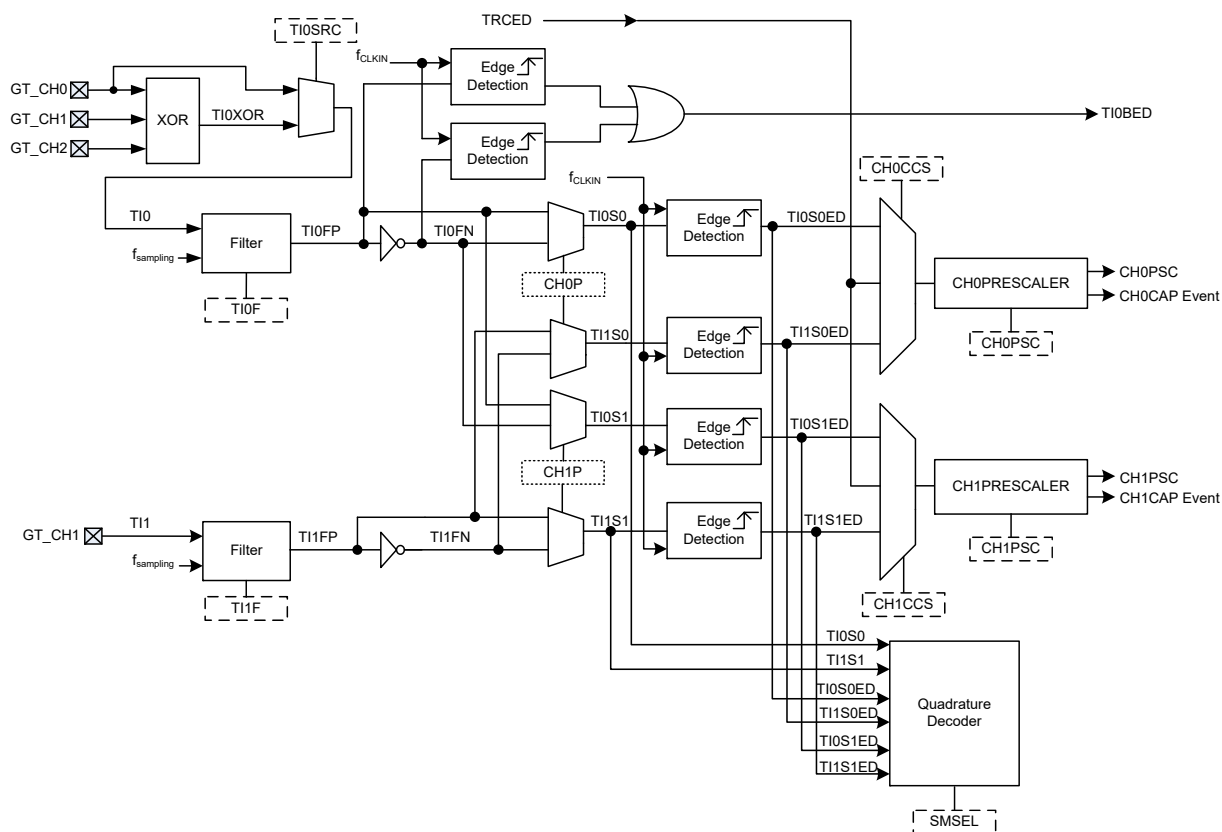 TRCED
TI0SRC
fCLKIN
Edge
Detection
GT_CH0
GT_CH1
GT_CH2
XOR
TI0XOR
TI0BED
Edge
Detection
fCLKIN
CH0CCS
TI0
fsampling
Filter
TI0F
TI0FP
TI0FN
TI0S0
Edge
Detection
TI0S0ED
CH0P
CH0PRESCALER
CH0PSC
CH0CAP Event
CH0PSC
TI1S0
Edge
Detection
TI1S0ED
TI0S1
Edge
Detection
TI0S1ED
CH1P
CH1PRESCALER
CH1PSC
CH1CAP Event
CH1PSC
GT_CH1
TI1
fsampling
Filter
TI1F
TI1FP
TI1FN
TI1S1
Edge
Detection
TI1S1ED
CH1CCS
TI0S0
TI1S1
TI0S0ED
TI1S0ED
TI0S1ED
TI1S1ED
Quadrature
Decoder
SMSEL